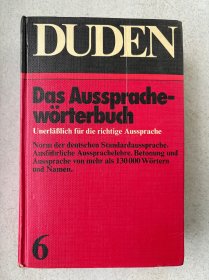 DUDEN
Das Aussprache-
wörterbuch
Unerläßlich für die richtige Aussprache
Norm der deutschen Standardaussprache.
Ausführliche Aussprachelehre. Betonung und
Aussprache von mehr als 130 000 Wörtern
und Namen.
6